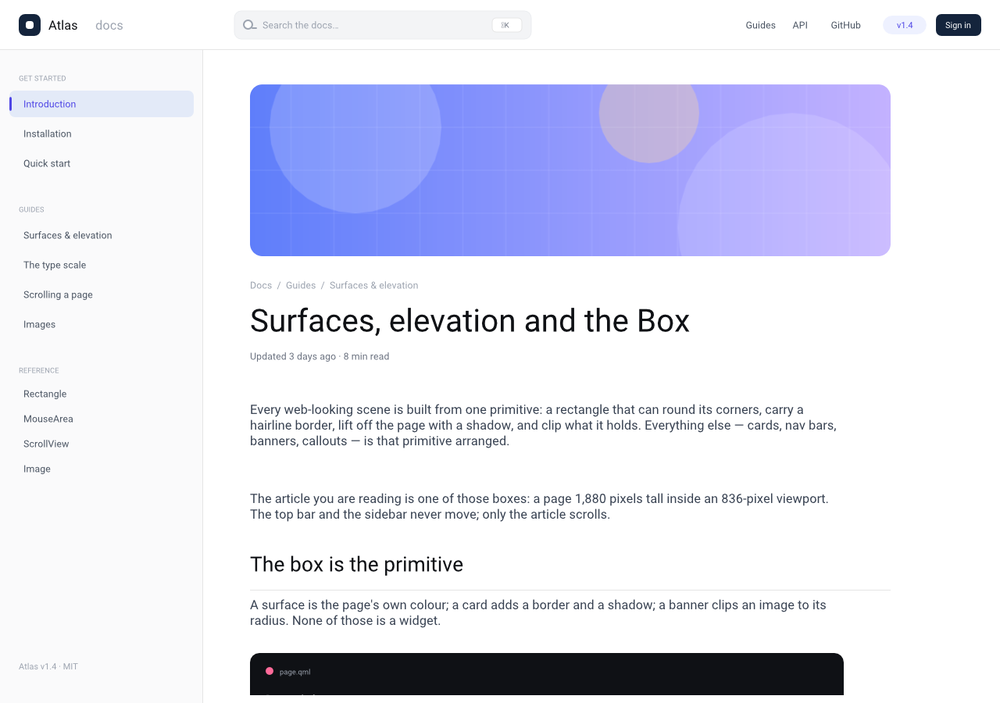 Atlas docs
Search the docs...
⌘K
Guides API GitHub
v1.4
Sign in
GET STARTED
Introduction
Installation
Quick start
GUIDES
Surfaces & elevation
The type scale
Scrolling a page
Images
REFERENCE
Rectangle
MouseArea
ScrollView
Image
Atlas v1.4 · MIT
Docs / Guides / Surfaces & elevation
Surfaces, elevation and the Box
Updated 3 days ago · 8 min read
Every web-looking scene is built from one primitive: a rectangle that can round its corners, carry a
hairline border, lift off the page with a shadow, and clip what it holds. Everything else — cards, nav bars,
banners, callouts — is that primitive arranged.
The article you are reading is one of those boxes: a page 1,880 pixels tall inside an 836-pixel viewport.
The top bar and the sidebar never move; only the article scrolls.
The box is the primitive
A surface is the page's own colour; a card adds a border and a shadow; a banner clips an image to its
radius. None of those is a widget.
page.qml